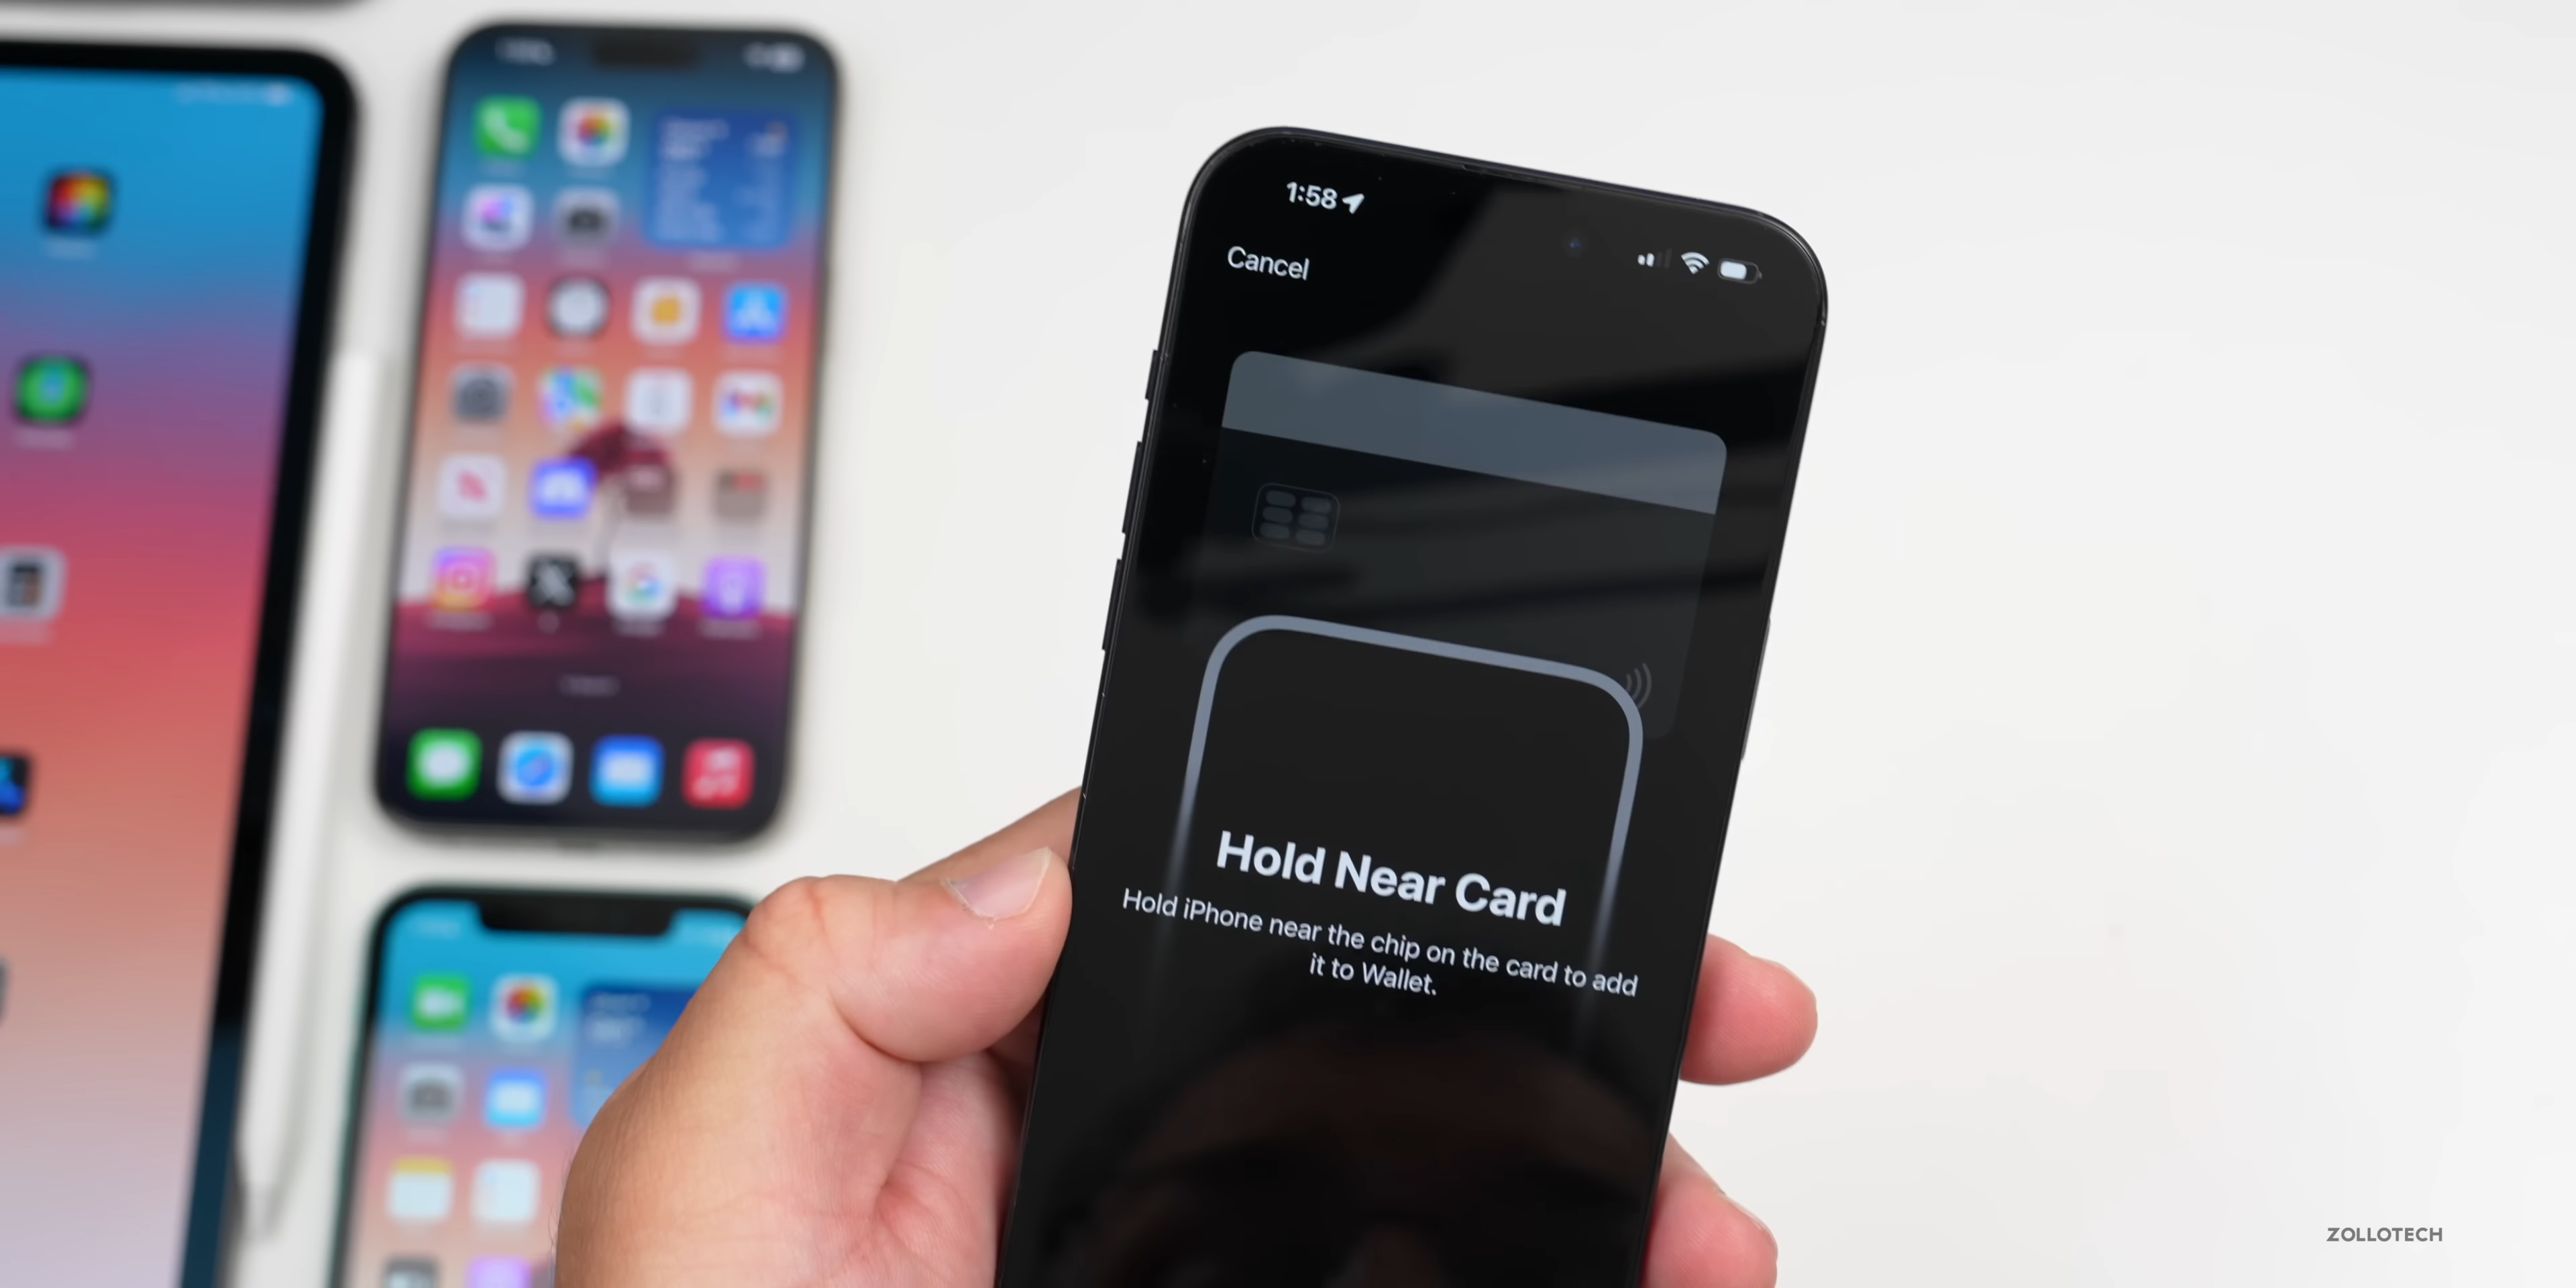 1:58
Cancel
Hold Near Card
Hold iPhone near the chip on the card to add
it to Wallet.
ZOLLOTECH